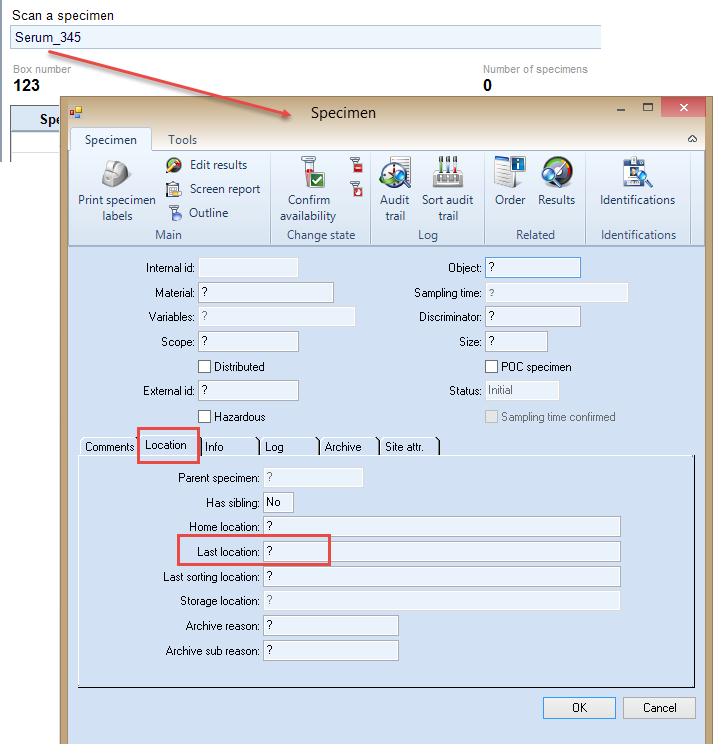 Scan a specimen
Serum_345
Box number
Number of specimens
123
0
Spe
Specimen
Specimen Tools
Print specimen labels
Edit results
Screen report
Outline
Main
Confirm availability
Change state
Audit trail
Sort audit trail
Log
Order
Results
Related
Identifications
Identifications
Internal id:
Object: ?
Material: ?
Sampling time: ?
Variables: ?
Discriminator: ?
Scope: ?
Size: ?
Distributed
POC specimen
External id: ?
Status: Initial
Hazardous
Sampling time confirmed
Comments Location Info Log Archive Site attr.
Parent specimen: ?
Has sibling: No
Home location: ?
Last location: ?
Last sorting location: ?
Storage location: ?
Archive reason: ?
Archive sub reason: ?
OK Cancel